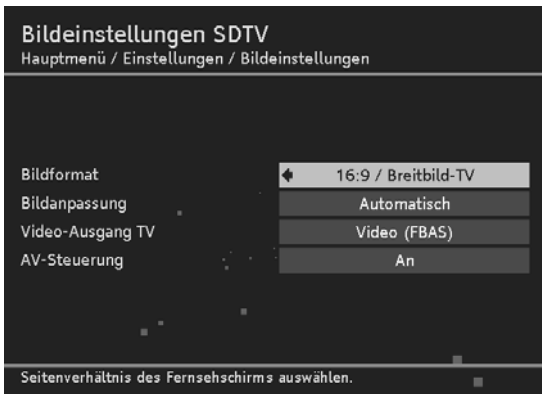 Bildeinstellungen SDTV
Hauptmenü / Einstellungen / Bildeinstellungen
Bildformat 16:9 / Breitbild-TV
Bildanpassung Automatisch
Video-Ausgang TV Video (FBAS)
AV-Steuerung An
Seitenverhältnis des Fernsehschirms auswählen.